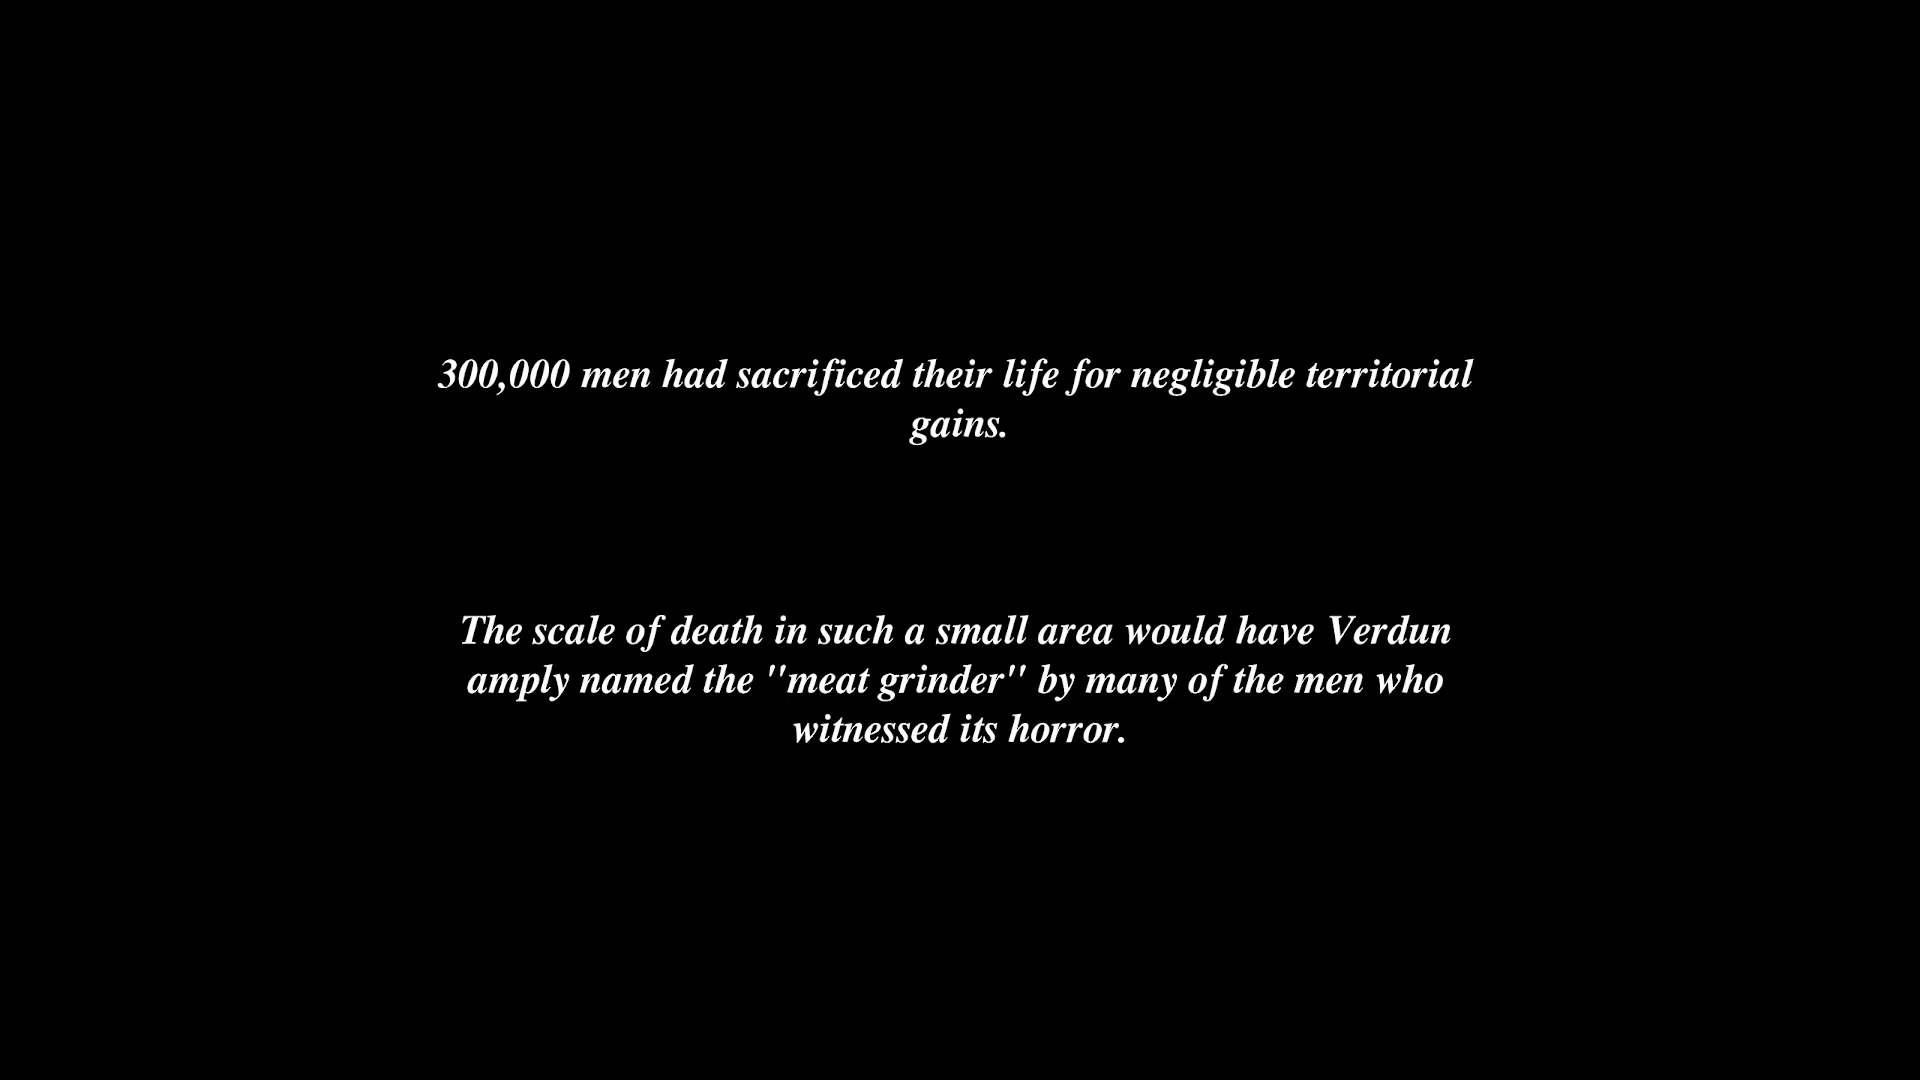 300,000 men had sacrificed their life for negligible territorial
gains.
The scale of death in such a small area would have Verdun
amply named the "meat grinder" by many of the men who
witnessed its horror.